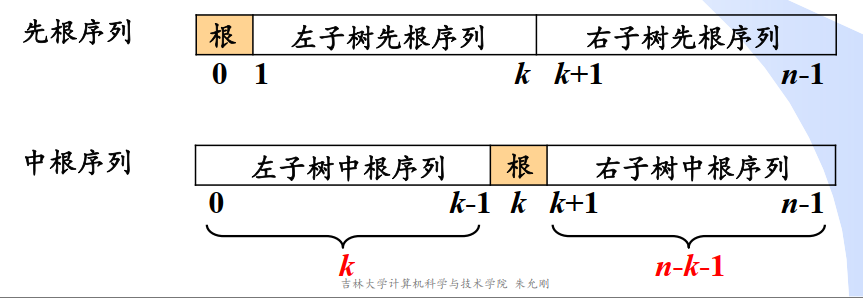 先根序列 根 左子树先根序列 右子树先根序列
0 1 k k+1 n-1
中根序列 左子树中根序列 根 右子树中根序列
0 k-1 k k+1 n-1
k n-k-1
吉林大学计算机科学与技术学院 朱允刚